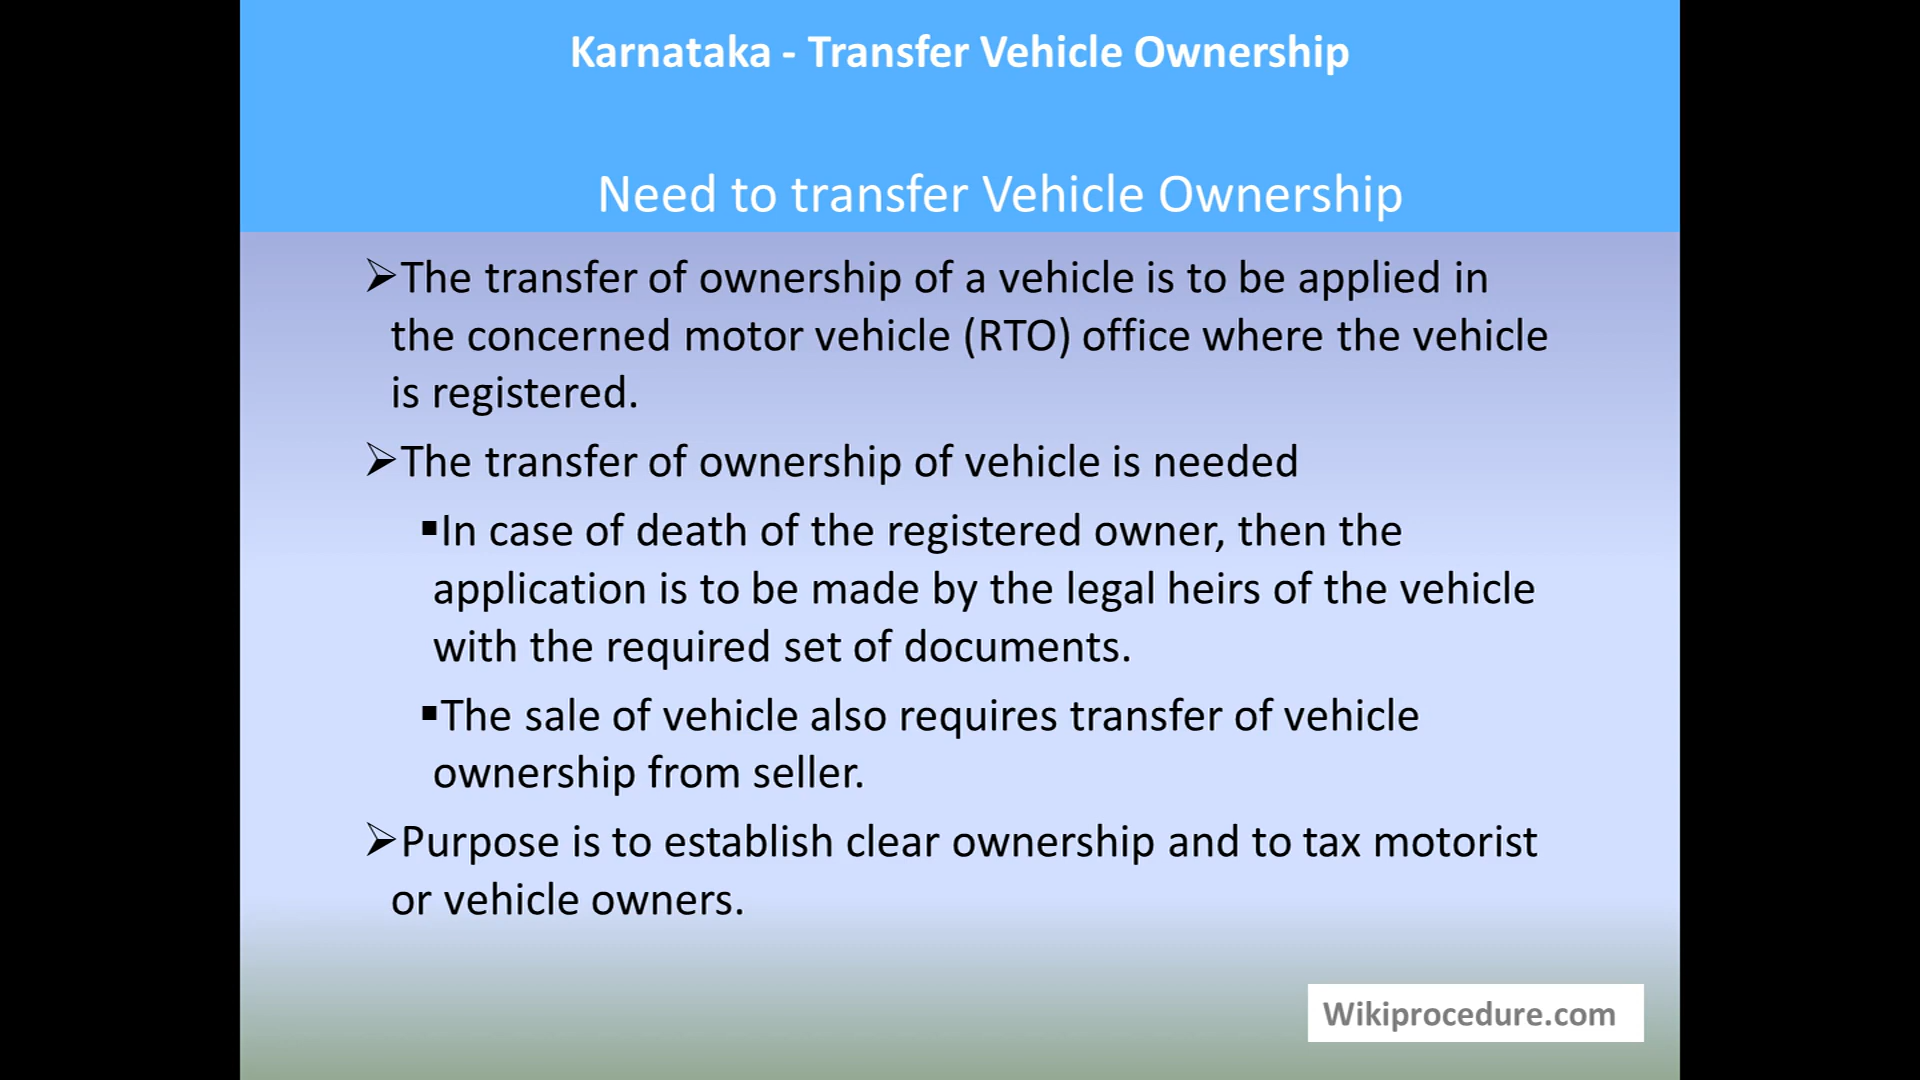 Karnataka - Transfer Vehicle Ownership
Need to transfer Vehicle Ownership
➢The transfer of ownership of a vehicle is to be applied in
the concerned motor vehicle (RTO) office where the vehicle
is registered.
➢The transfer of ownership of vehicle is needed
▪In case of death of the registered owner, then the
application is to be made by the legal heirs of the vehicle
with the required set of documents.
▪The sale of vehicle also requires transfer of vehicle
ownership from seller.
➢Purpose is to establish clear ownership and to tax motorist
or vehicle owners.
Wikiprocedure.com